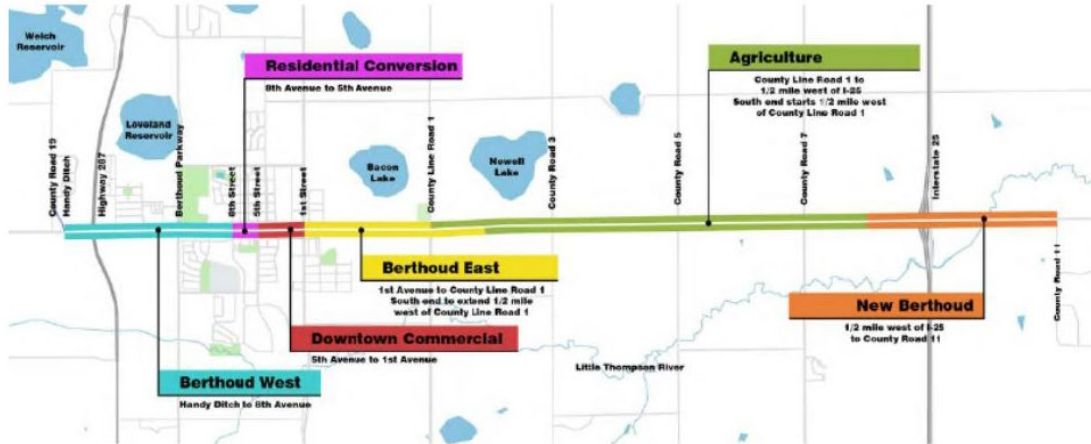 Welch
Reservoir
Loveland
Reservoir
County Road 19
Handy Ditch
Highway 287
Berthoud Parkway
8th Street
5th Street
1st Street
Residential Conversion
8th Avenue to 5th Avenue
Bacon
Lake
County Line Road 1
Newell
Lake
County Road 3
Agriculture
County Line Road 1 to
1/2 mile west of I-25
South end starts 1/2 mile west
of County Line Road 1
County Road 5
County Road 7
Interstate 25
County Road 11
Berthoud East
1st Avenue to County Line Road 1
South end to extend 1/2 mile
west of County Line Road 1
New Berthoud
1/2 mile west of I-25
to County Road 11
Downtown Commercial
5th Avenue to 1st Avenue
Little Thompson River
Berthoud West
Handy Ditch to 8th Avenue